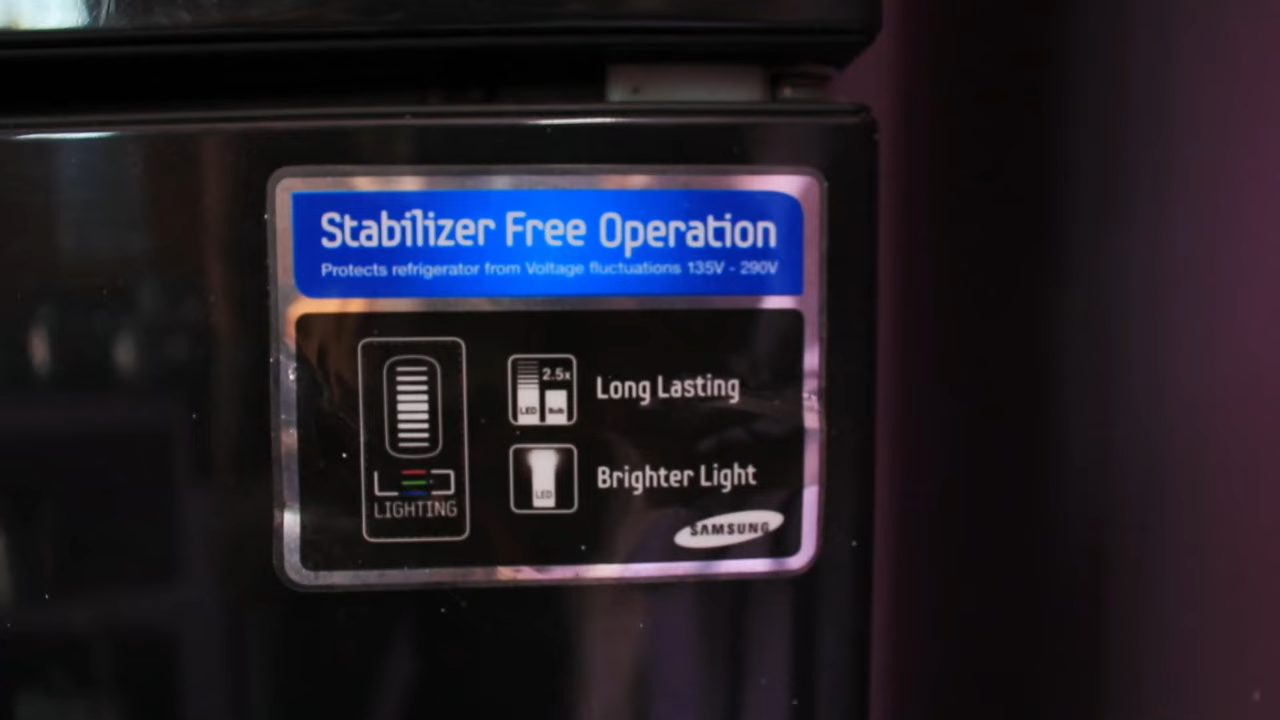 Stabilizer Free Operation
Protects refrigerator from Voltage fluctuations 135V - 290V
2.5x
LED Bulb
Long Lasting
LED
Brighter Light
LIGHTING
SAMSUNG